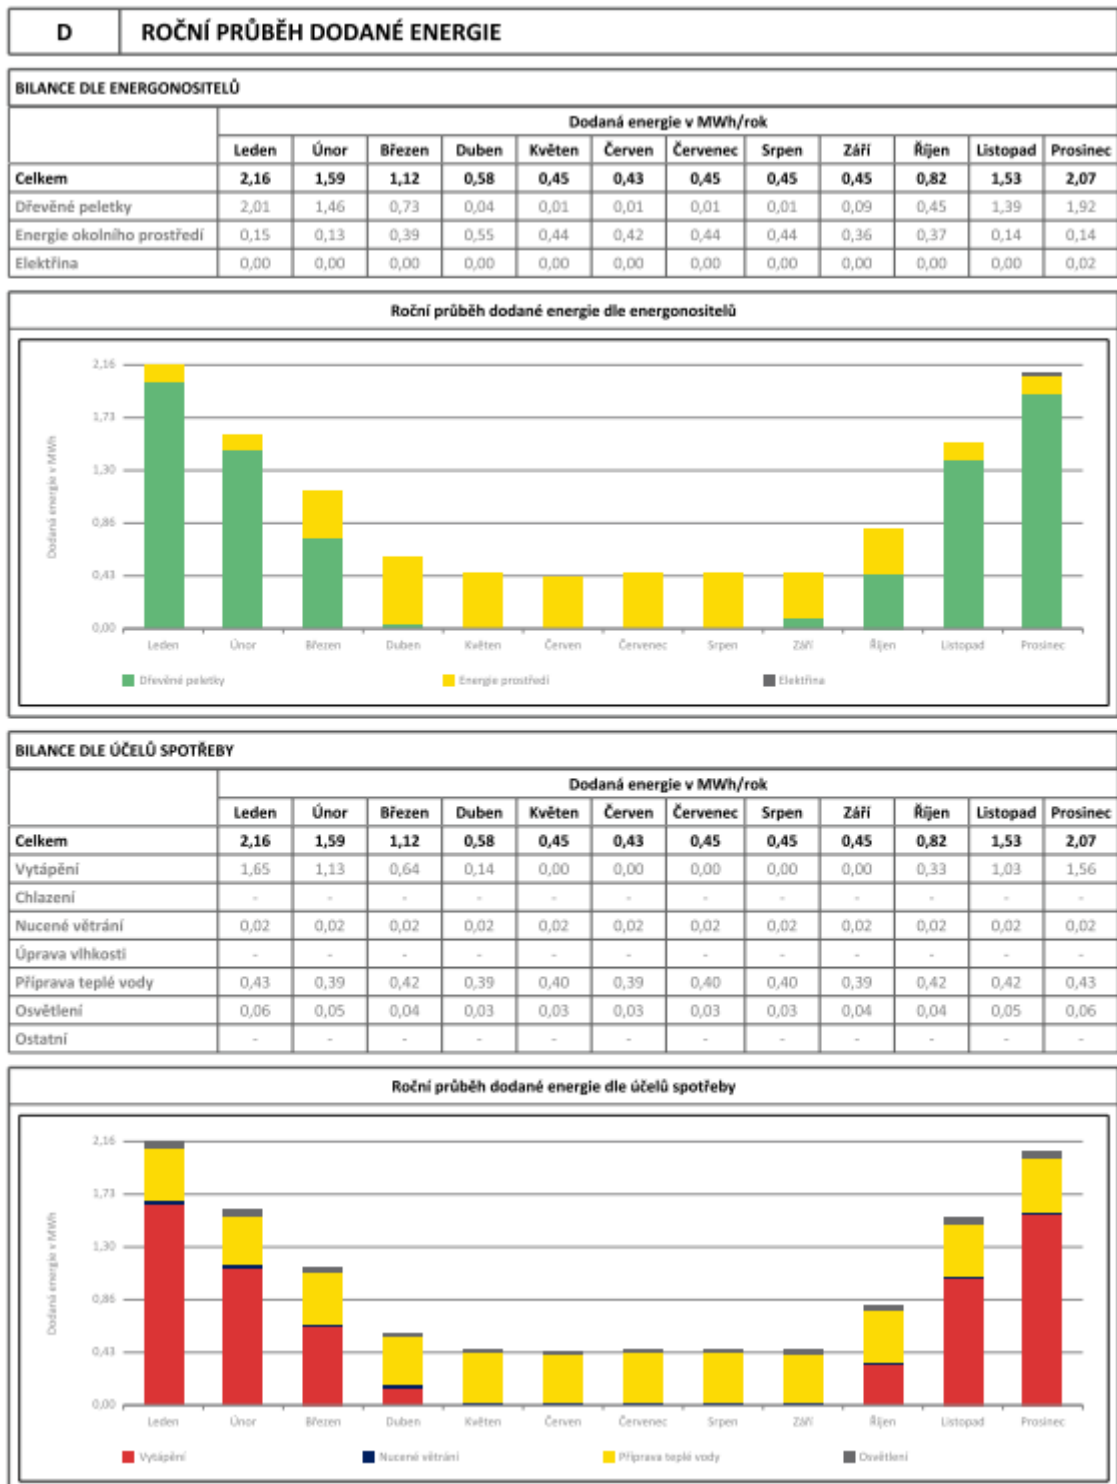 D ROČNÍ PRŮBĚH DODANÉ ENERGIE
BILANCE DLE ENERGONOSITELŮ
Dodaná energie v MWh/rok
Leden Únor Březen Duben Květen Červen Červenec Srpen Září Říjen Listopad Prosinec
Celkem 2,16 1,59 1,12 0,58 0,45 0,43 0,45 0,45 0,45 0,82 1,53 2,07
Dřevěné peletky 2,01 1,46 0,73 0,04 0,01 0,01 0,01 0,01 0,09 0,45 1,39 1,92
Energie okolního prostředí 0,15 0,13 0,39 0,55 0,44 0,42 0,44 0,44 0,36 0,37 0,14 0,14
Elektřina 0,00 0,00 0,00 0,00 0,00 0,00 0,00 0,00 0,00 0,00 0,00 0,02
Roční průběh dodané energie dle energonositelů
Dodaná energie v MWh
2,16
1,73
1,30
0,86
0,43
0,00
Leden Únor Březen Duben Květen Červen Červenec Srpen Září Říjen Listopad Prosinec
Dřevěné peletky Energie prostředí Elektřina
BILANCE DLE ÚČELŮ SPOTŘEBY
Dodaná energie v MWh/rok
Leden Únor Březen Duben Květen Červen Červenec Srpen Září Říjen Listopad Prosinec
Celkem 2,16 1,59 1,12 0,58 0,45 0,43 0,45 0,45 0,45 0,82 1,53 2,07
Vytápění 1,65 1,13 0,64 0,14 0,00 0,00 0,00 0,00 0,00 0,33 1,03 1,56
Chlazení - - - - - - - - - - - -
Nucené větrání 0,02 0,02 0,02 0,02 0,02 0,02 0,02 0,02 0,02 0,02 0,02 0,02
Úprava vlhkosti - - - - - - - - - - - -
Příprava teplé vody 0,43 0,39 0,42 0,39 0,40 0,39 0,40 0,40 0,39 0,42 0,42 0,43
Osvětlení 0,06 0,05 0,04 0,03 0,03 0,03 0,03 0,03 0,04 0,04 0,05 0,06
Ostatní - - - - - - - - - - - -
Roční průběh dodané energie dle účelů spotřeby
Dodaná energie v MWh
2,16
1,73
1,30
0,86
0,43
0,00
Leden Únor Březen Duben Květen Červen Červenec Srpen Září Říjen Listopad Prosinec
Vytápění Nucené větrání Příprava teplé vody Osvětlení